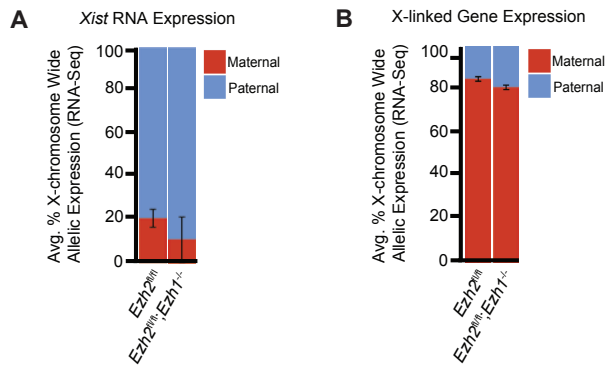 A
Xist RNA Expression
Avg. % X-chromosome Wide
Allelic Expression (RNA-Seq)
100
80
60
40
20
0
Maternal
Paternal
Ezh2fl/fl
Ezh2fl/fl;Ezh1-/-
B
X-linked Gene Expression
Avg. % X-chromosome Wide
Allelic Expression (RNA-Seq)
100
80
60
40
20
0
Maternal
Paternal
Ezh2fl/fl
Ezh2fl/fl;Ezh1-/-